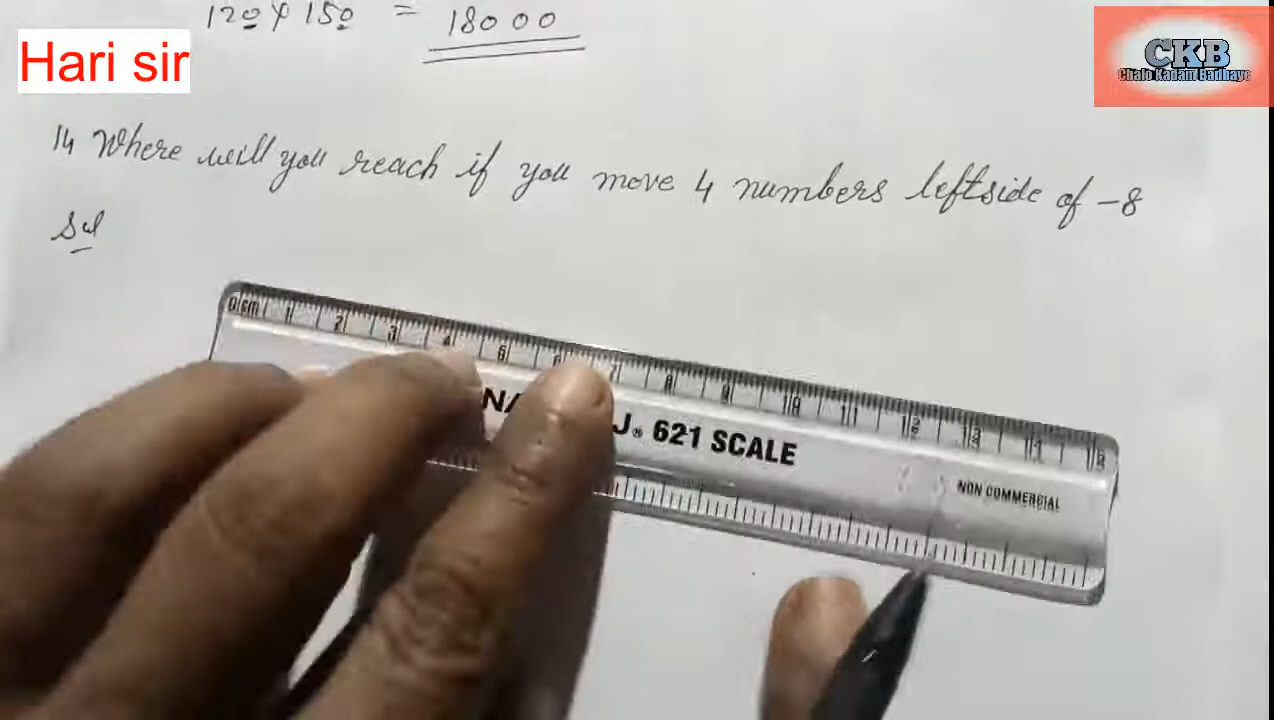 120 × 150 = 18000
Hari sir
CKB
Chalo Kadam Badhaye
14 Where will you reach if you move 4 numbers leftside of -8
Sol
0 cm 1 2 3 4 5 6 7 8 9 10 11 12 13 14 15
621 SCALE
NON COMMERCIAL